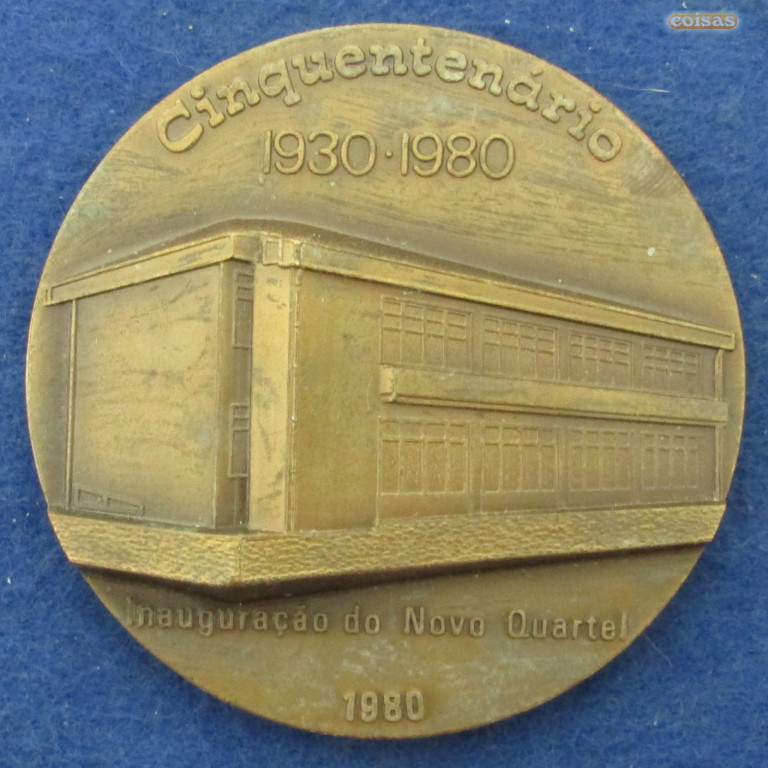 coisas
Cinquentenário
1930·1980
Inauguração do Novo Quartel
1980